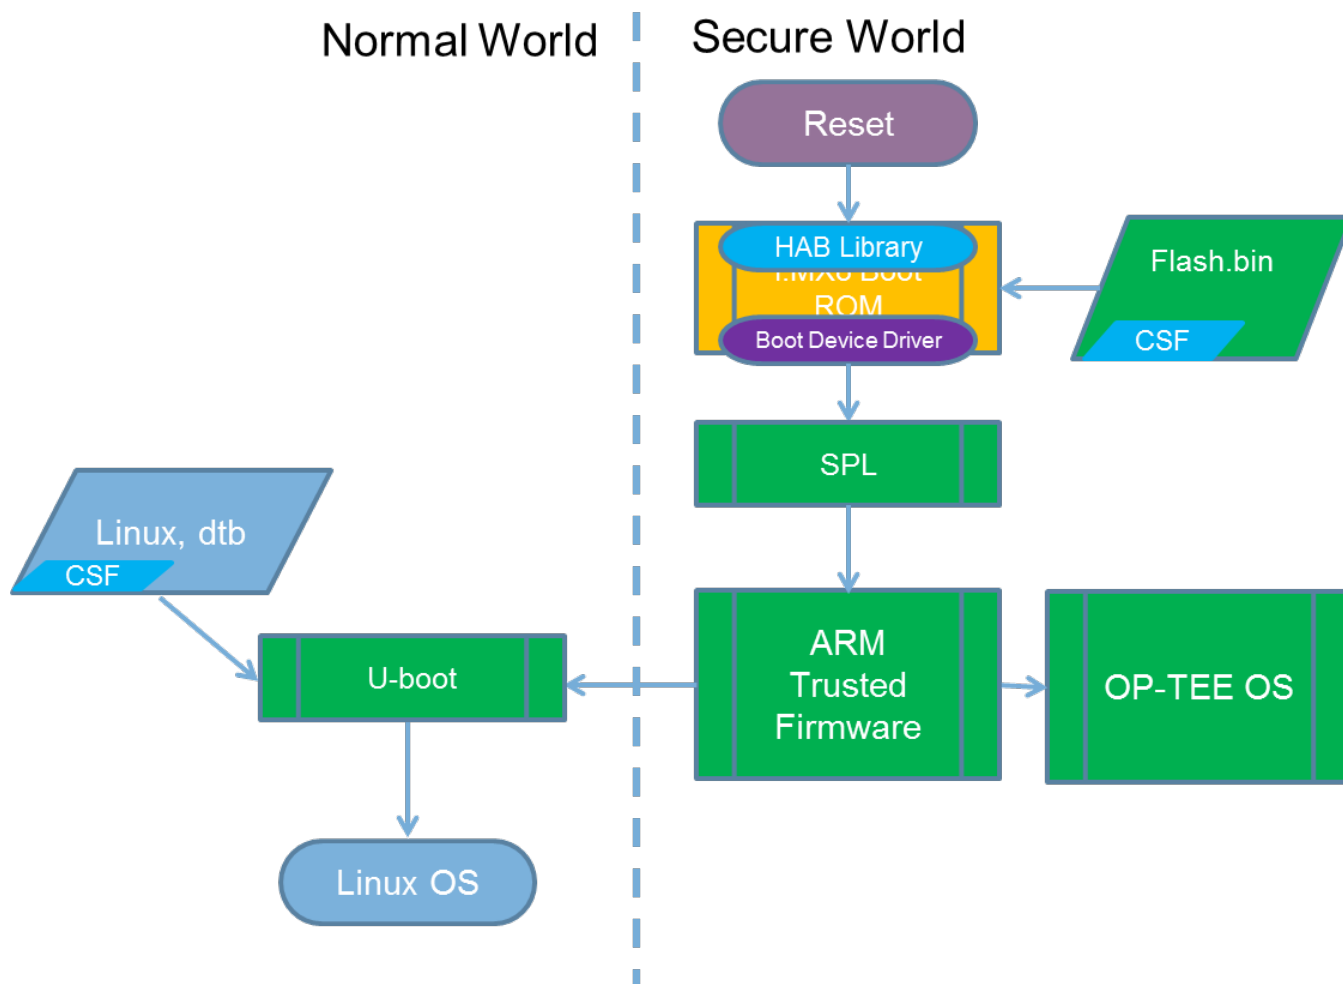 Normal World
Secure World
Reset
HAB Library
Boot
ROM
Boot Device Driver
Flash.bin
CSF
SPL
Linux, dtb
CSF
U-boot
ARM
Trusted
Firmware
OP-TEE OS
Linux OS